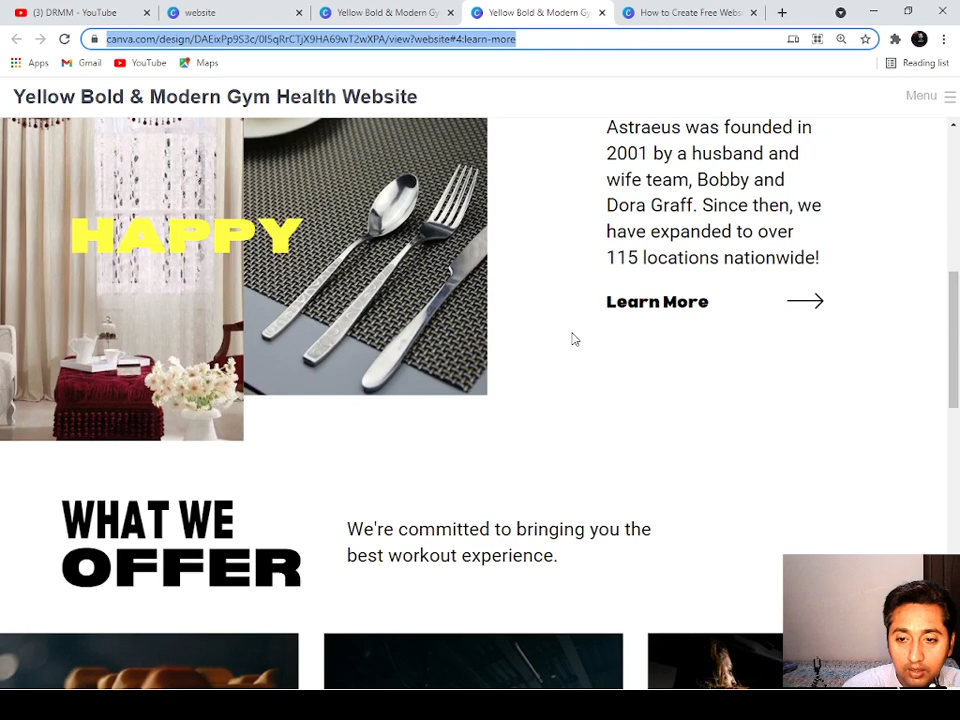 (3) DRMM - YouTube
website
Yellow Bold & Modern Gy
Yellow Bold & Modern Gy
How to Create Free Webs
canva.com/design/DAEixPp9S3c/0I5qRrCTjX9HA69wT2wXPA/view?website#4:learn-more
Apps
Gmail
YouTube
Maps
Reading list
Yellow Bold & Modern Gym Health Website
Menu
HAPPY
Astraeus was founded in
2001 by a husband and
wife team, Bobby and
Dora Graff. Since then, we
have expanded to over
115 locations nationwide!
Learn More
WHAT WE
OFFER
We're committed to bringing you the
best workout experience.